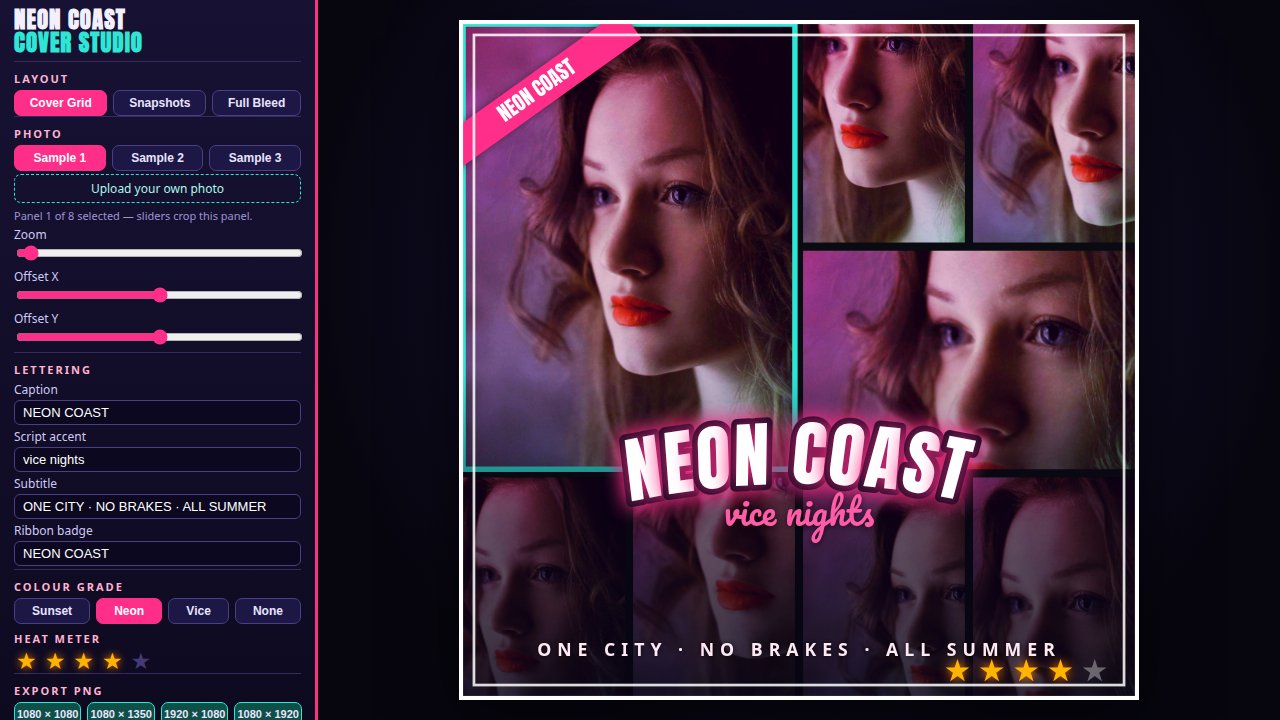 NEON COAST
COVER STUDIO
LAYOUT
Cover Grid
Snapshots
Full Bleed
PHOTO
Sample 1
Sample 2
Sample 3
Upload your own photo
Panel 1 of 8 selected — sliders crop this panel.
Zoom
Offset X
Offset Y
LETTERING
Caption
NEON COAST
Script accent
vice nights
Subtitle
ONE CITY · NO BRAKES · ALL SUMMER
Ribbon badge
NEON COAST
COLOUR GRADE
Sunset
Neon
Vice
None
HEAT METER
EXPORT PNG
1080 × 1080
1080 × 1350
1920 × 1080
1080 × 1920
NEON COAST
NEON COAST
vice nights
ONE CITY · NO BRAKES · ALL SUMMER